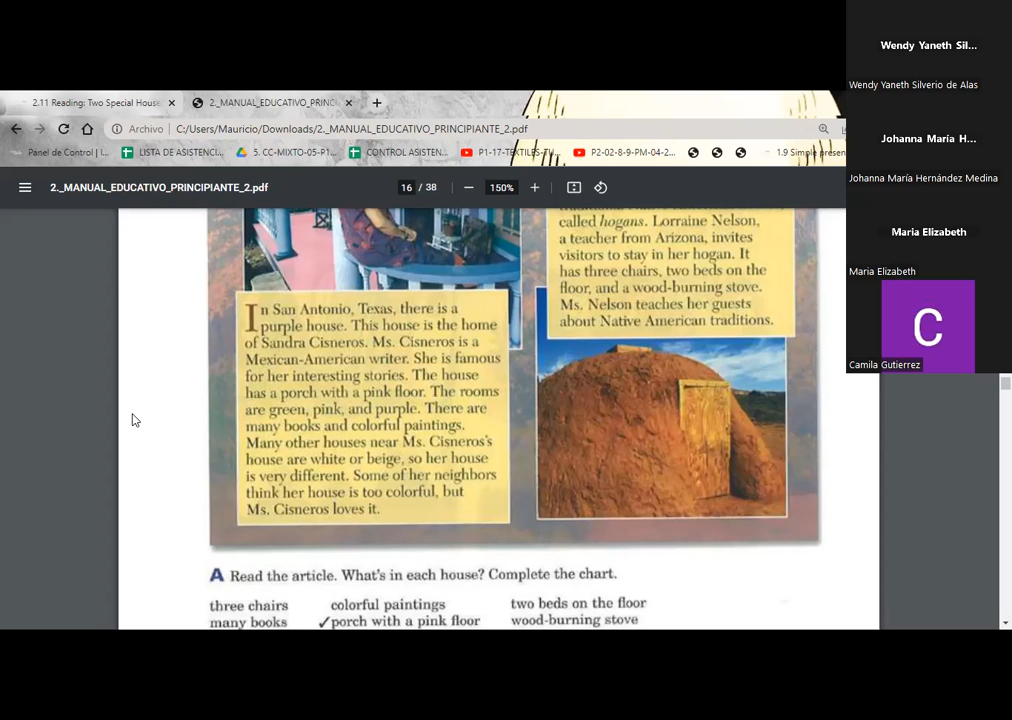 Wendy Yaneth Sil...
Wendy Yaneth Silverio de Alas
Johanna Maria H...
Johanna María Hernández Medina
Maria Elizabeth
Maria Elizabeth
C
Camila Gutierrez
2.11 Reading: Two Special House
2._MANUAL_EDUCATIVO_PRINC
Archivo
C:/Users/Mauricio/Downloads/2._MANUAL_EDUCATIVO_PRINCIPIANTE_2.pdf
Panel de Control | I...
LISTA DE ASISTENCI...
5. CC-MIXTO-05-P1...
CONTROL ASISTEN...
P1-17-TEXTILES-TU...
P2-02-8-9-PM-04-2...
1.9 Simple presen
2._MANUAL_EDUCATIVO_PRINCIPIANTE_2.pdf
16 / 38
150%
called hogans. Lorraine Nelson,
a teacher from Arizona, invites
visitors to stay in her hogan. It
has three chairs, two beds on the
floor, and a wood-burning stove.
Ms. Nelson teaches her guests
about Native American traditions.
In San Antonio, Texas, there is a
purple house. This house is the home
of Sandra Cisneros. Ms. Cisneros is a
Mexican-American writer. She is famous
for her interesting stories. The house
has a porch with a pink floor. The rooms
are green, pink, and purple. There are
many books and colorful paintings.
Many other houses near Ms. Cisneros's
house are white or beige, so her house
is very different. Some of her neighbors
think her house is too colorful, but
Ms. Cisneros loves it.
A Read the article. What's in each house? Complete the chart.
three chairs colorful paintings two beds on the floor
many books ✓porch with a pink floor wood-burning stove